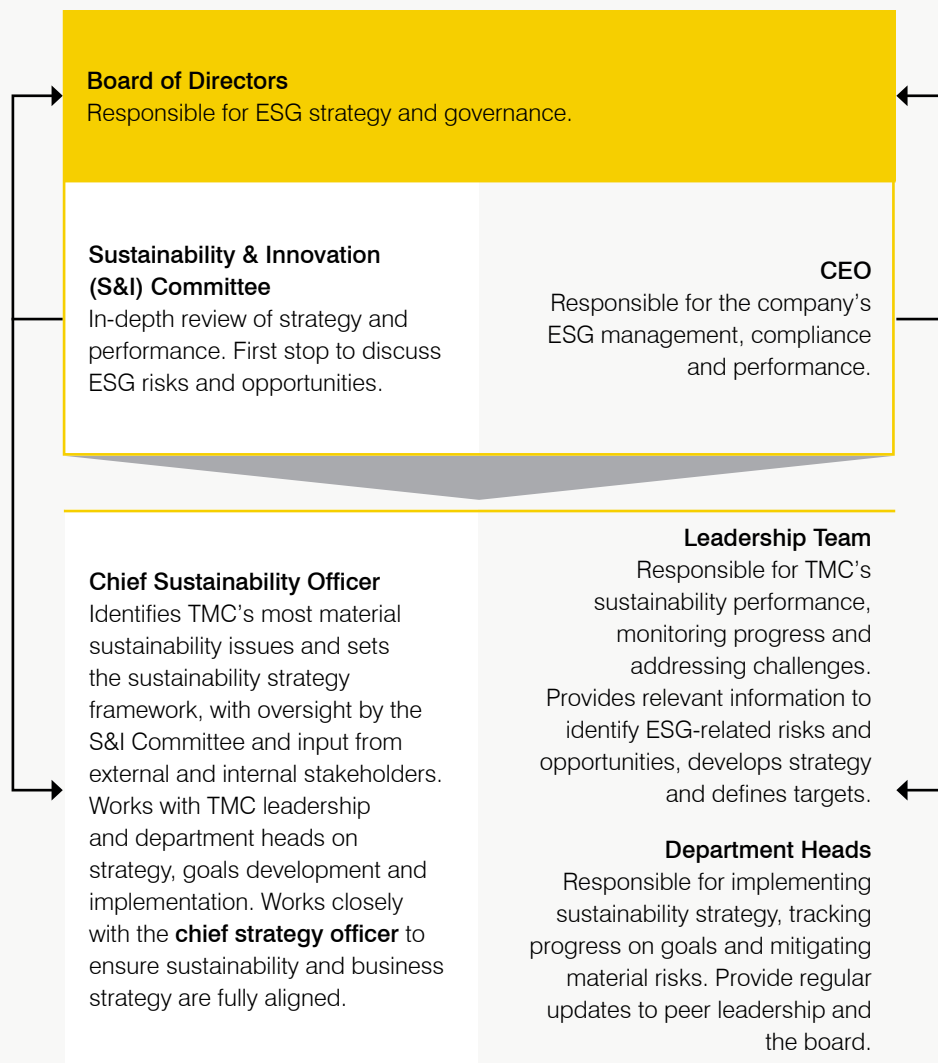 Board of Directors
Responsible for ESG strategy and governance.
Sustainability & Innovation
(S&I) Committee
In-depth review of strategy and
performance. First stop to discuss
ESG risks and opportunities.
CEO
Responsible for the company’s
ESG management, compliance
and performance.
Chief Sustainability Officer
Identifies TMC’s most material
sustainability issues and sets
the sustainability strategy
framework, with oversight by the
S&I Committee and input from
external and internal stakeholders.
Works with TMC leadership
and department heads on
strategy, goals development and
implementation. Works closely
with the chief strategy officer to
ensure sustainability and business
strategy are fully aligned.
Leadership Team
Responsible for TMC’s
sustainability performance,
monitoring progress and
addressing challenges.
Provides relevant information to
identify ESG-related risks and
opportunities, develops strategy
and defines targets.
Department Heads
Responsible for implementing
sustainability strategy, tracking
progress on goals and mitigating
material risks. Provide regular
updates to peer leadership and
the board.